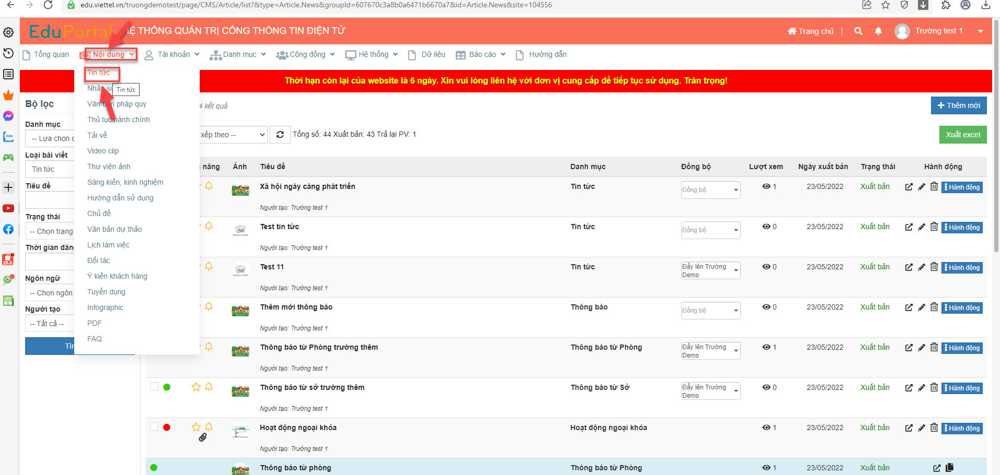 edu.viettel.vn/truongdemotest/page/CMS/Article/list?&type=Article.News&groupId=607670c3a8b0a6471b6670a7&id=Article.News&site=104556
EduPortal
HỆ THỐNG QUẢN TRỊ CỔNG THÔNG TIN ĐIỆN TỬ
Trang chủ
Trường test 1
Tổng quan
Nội dung
Tài khoản
Danh mục
Cộng đồng
Hệ thống
Dữ liệu
Báo cáo
Hướng dẫn
Thời hạn còn lại của website là 6 ngày. Xin vui lòng liên hệ với đơn vị cung cấp để tiếp tục sử dụng. Trân trọng!
Tin tức
Nhân sự
Tin tức
Văn bản pháp quy
Thủ tục hành chính
Tải về
Video clip
Thư viện ảnh
Sáng kiến, kinh nghiệm
Hướng dẫn sử dụng
Chủ đề
Văn bản dự thảo
Lịch làm việc
Đối tác
Ý kiến khách hàng
Tuyển dụng
Infographic
PDF
FAQ
Zalo
25.5
Bộ lọc
Danh mục
-- Lựa chọn
Loại bài viết
Tin tức
Tiêu đề
Trạng thái
-- Chọn trạng
Thời gian đăng
Ngôn ngữ
-- Chọn ngôn
Người tạo
-- Tất cả --
4 kết quả
Thêm mới
xếp theo --
Tổng số: 44 Xuất bản: 43 Trả lại PV: 1
Xuất excel
năng Ảnh Tiêu đề Danh mục Đồng bộ Lượt xem Ngày xuất bản Trạng thái Hành động
Xã hội ngày càng phát triển Tin tức Đồng bộ 1 23/05/2022 Xuất bản Hành động
Người tạo: Trường test 1
Test tin tức Tin tức Đồng bộ 0 23/05/2022 Xuất bản Hành động
Người tạo: Trường test 1
Test 11 Tin tức Đẩy lên Trường Demo 0 23/05/2022 Xuất bản Hành động
Người tạo: Trường test 1
Thêm mới thông báo Thông báo Đồng bộ 0 23/05/2022 Xuất bản Hành động
Người tạo: Trường test 1
Thông báo từ Phòng trường thêm Thông báo từ Phòng Đẩy lên Trường Demo 1 23/05/2022 Xuất bản Hành động
Người tạo: Trường test 1
Thông báo từ sở trường thêm Thông báo từ Sở Đẩy lên Trường Demo 0 23/05/2022 Xuất bản Hành động
Người tạo: Trường test 1
Hoạt động ngoại khóa Hoạt động ngoại khóa 1 23/05/2022 Xuất bản Hành động
Người tạo: Trường test 1
Thông báo từ phòng Thông báo từ Phòng 1 23/05/2022 Xuất bản